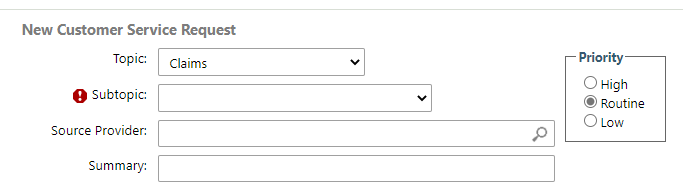 New Customer Service Request
Topic: Claims
Subtopic:
Source Provider:
Summary:
Priority
High
Routine
Low